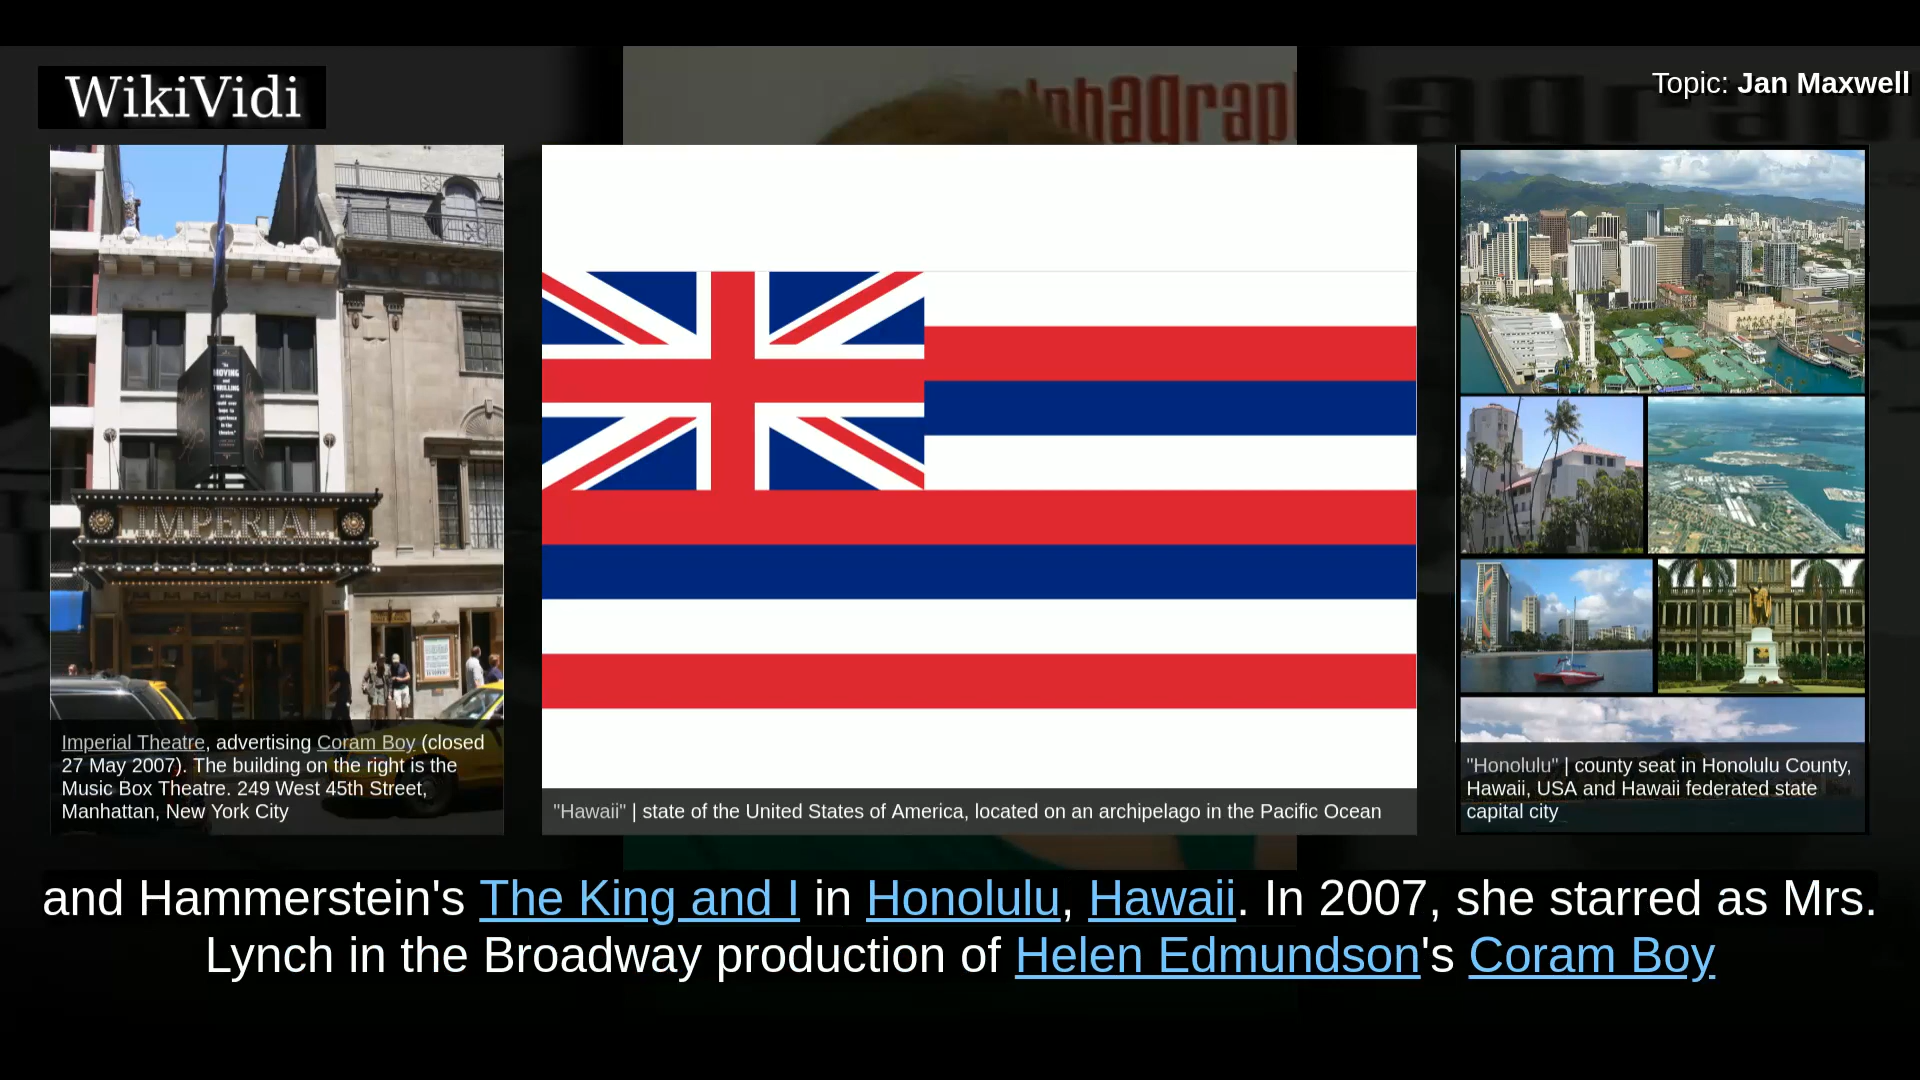 WikiVidi
Topic: Jan Maxwell
MOVING
THRILLING
IMPERIAL
Imperial Theatre, advertising Coram Boy (closed
27 May 2007). The building on the right is the
Music Box Theatre. 249 West 45th Street,
Manhattan, New York City
"Hawaii" | state of the United States of America, located on an archipelago in the Pacific Ocean
"Honolulu" | county seat in Honolulu County,
Hawaii, USA and Hawaii federated state
capital city
and Hammerstein's The King and I in Honolulu, Hawaii. In 2007, she starred as Mrs.
Lynch in the Broadway production of Helen Edmundson's Coram Boy